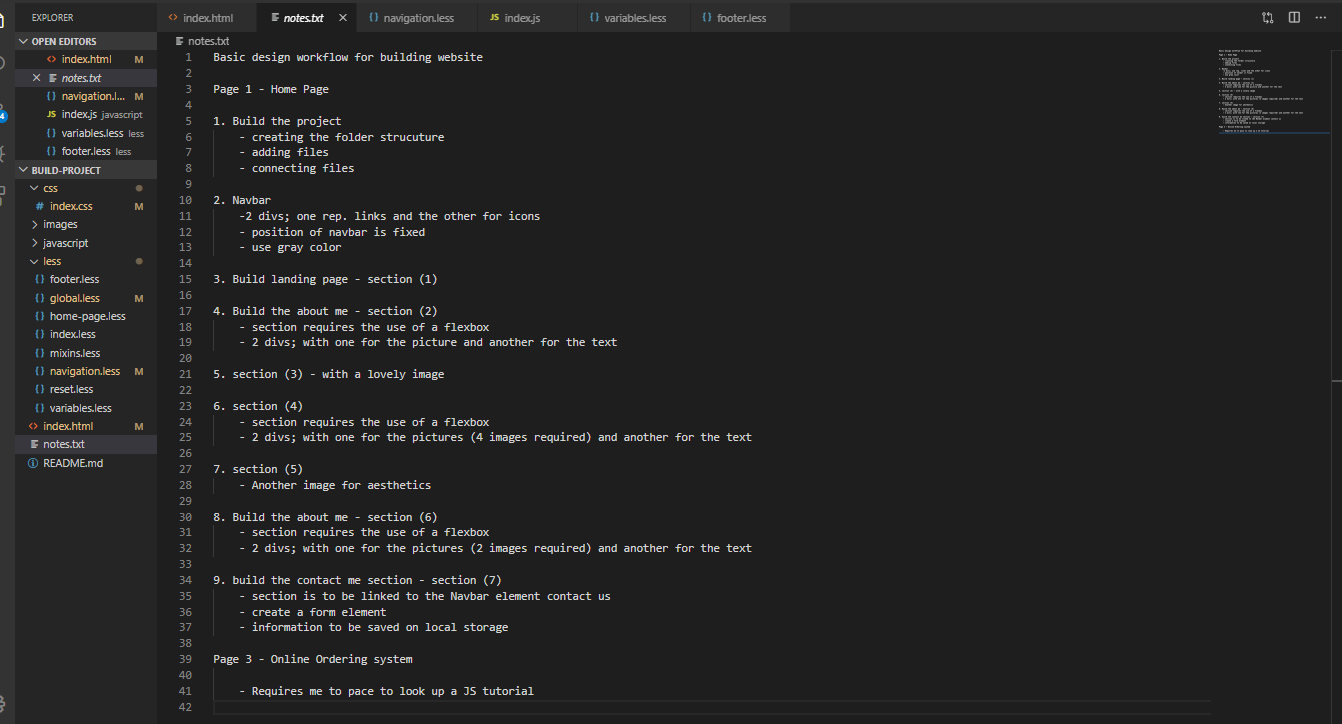 EXPLORER
index.html
notes.txt
navigation.less
JS index.js
variables.less
footer.less
OPEN EDITORS
index.html M
notes.txt
navigation.l... M
JS index.js javascript
variables.less less
footer.less less
4
BUILD-PROJECT
css
# index.css M
images
javascript
less
footer.less
global.less M
home-page.less
index.less
mixins.less
navigation.less M
reset.less
variables.less
index.html M
notes.txt
README.md
notes.txt
1 Basic design workflow for building website
2
3 Page 1 - Home Page
4
5 1. Build the project
6 - creating the folder strucuture
7 - adding files
8 - connecting files
9
10 2. Navbar
11 -2 divs; one rep. links and the other for icons
12 - position of navbar is fixed
13 - use gray color
14
15 3. Build landing page - section (1)
16
17 4. Build the about me - section (2)
18 - section requires the use of a flexbox
19 - 2 divs; with one for the picture and another for the text
20
21 5. section (3) - with a lovely image
22
23 6. section (4)
24 - section requires the use of a flexbox
25 - 2 divs; with one for the pictures (4 images required) and another for the text
26
27 7. section (5)
28 - Another image for aesthetics
29
30 8. Build the about me - section (6)
31 - section requires the use of a flexbox
32 - 2 divs; with one for the pictures (2 images required) and another for the text
33
34 9. build the contact me section - section (7)
35 - section is to be linked to the Navbar element contact us
36 - create a form element
37 - information to be saved on local storage
38
39 Page 3 - Online Ordering system
40
41 - Requires me to pace to look up a JS tutorial
42